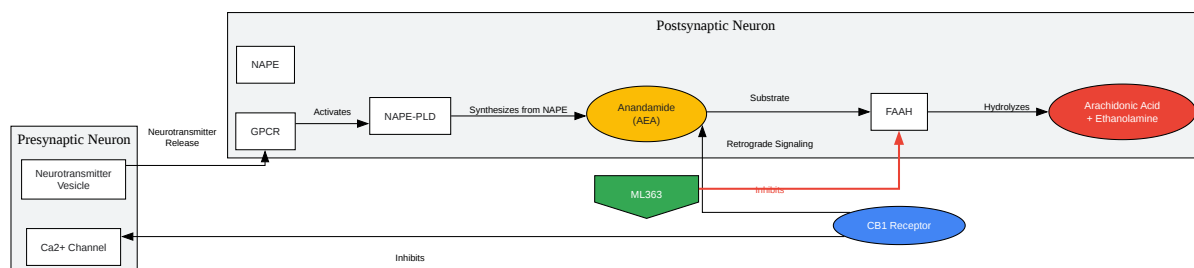 Postsynaptic Neuron
NAPE
Activates
Synthesizes from NAPE
Anandamide
(AEA)
Substrate
FAAH
Hydrolyzes
Arachidonic Acid
+ Ethanolamine
GPCR
NAPE-PLD
Presynaptic Neuron
Neurotransmitter
Release
Retrograde Signaling
Neurotransmitter
Vesicle
ML363
Inhibits
CB1 Receptor
Ca2+ Channel
Inhibits